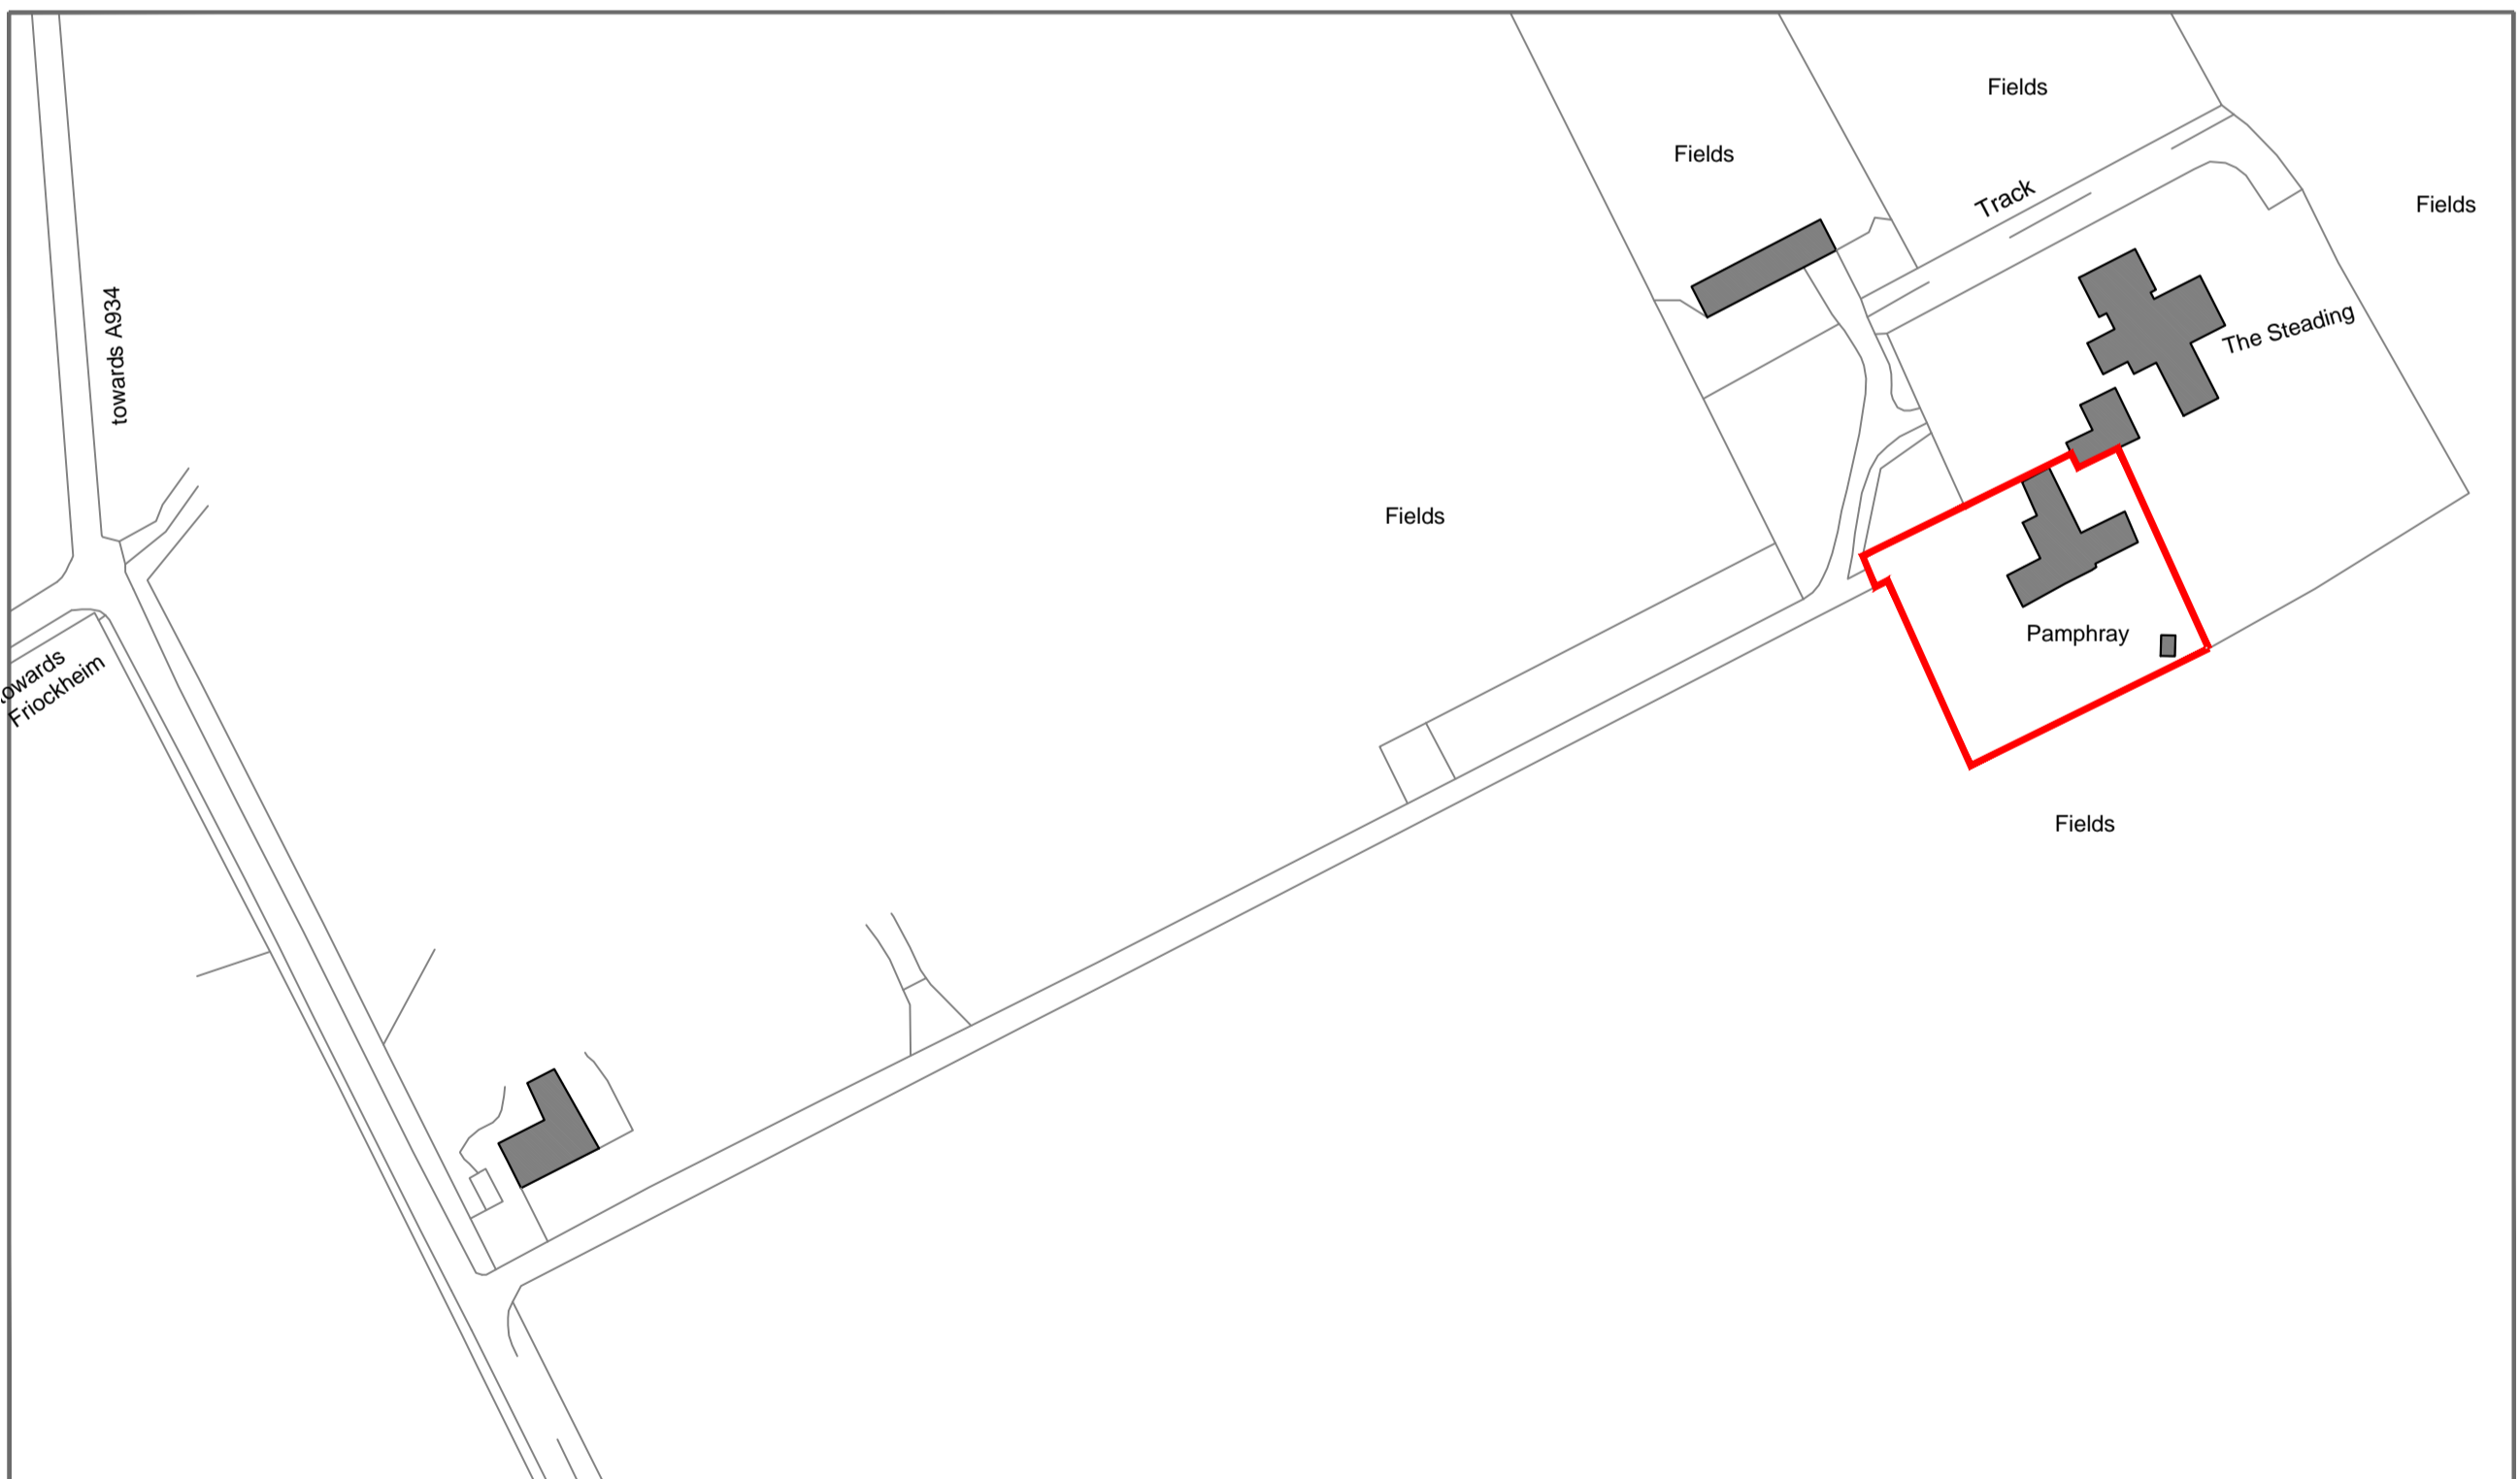 Fields
Fields
Track
Fields
towards A934
The Steading
Fields
Pamphray
Friockheim
Fields